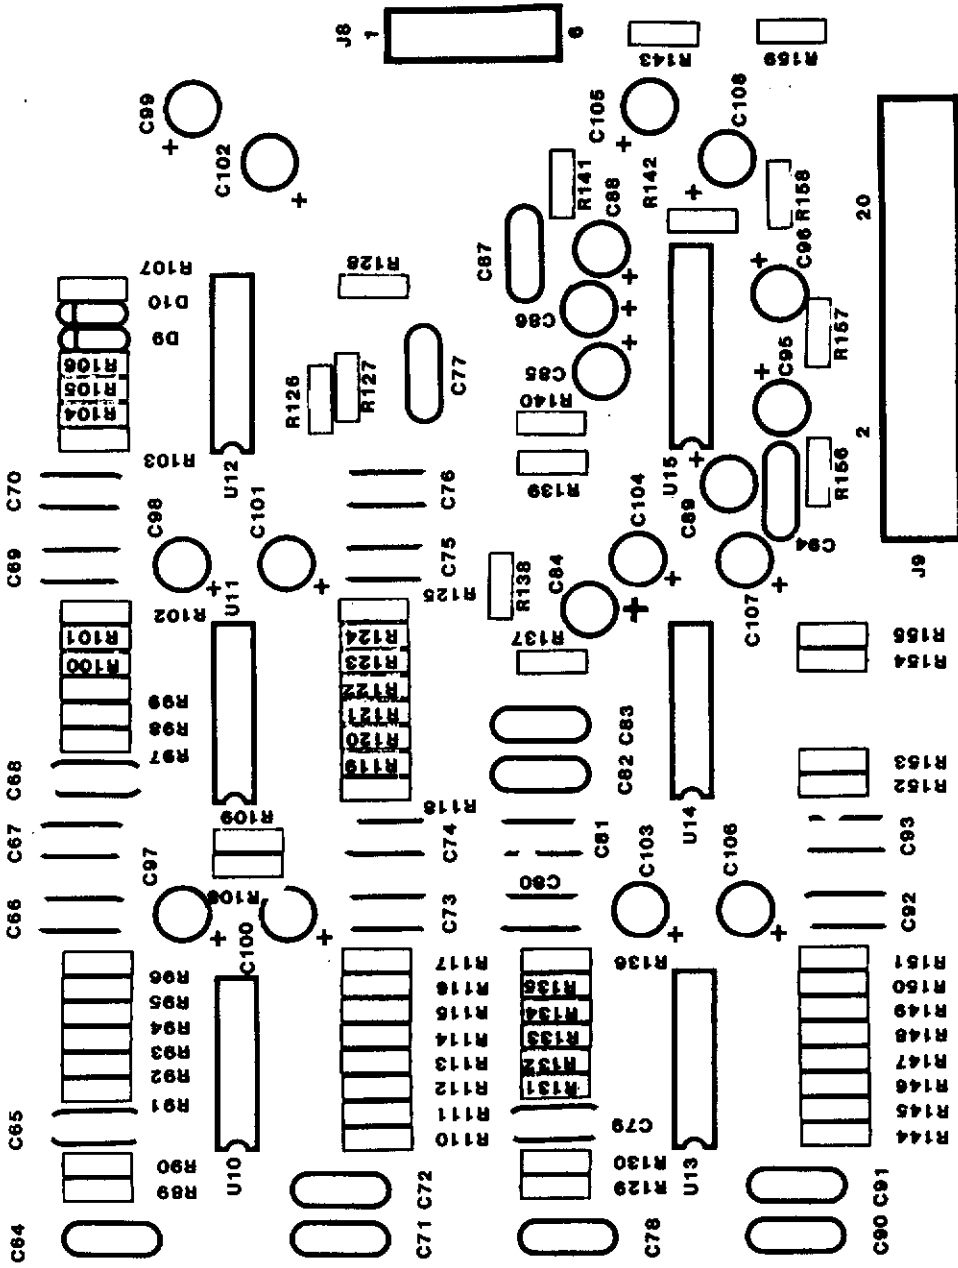 J8
1
6
R143
R159
C99
+
C102
+
C105
+
C108
+
R141
C88
+
R142
R158
20
C87
C96
+
R107
D10
D9
R106
R105
R104
R103
R128
C86
+
C85
+
R157
C95
+
R126
R127
C77
R140
R139
U12
U15
2
R156
C70
C69
C98
+
C101
+
C76
C75
C104
+
C89
+
C94
J9
R102
R101
R100
R99
R98
R97
U11
R125
R124
R123
R122
R121
R120
R119
R118
R138
R137
C84
+
C107
+
R155
R154
C68
C67
C66
C97
+
R109
R108
C100
+
C74
C73
C82
C83
C81
C80
C103
+
U14
C106
+
R153
R152
C93
C92
R96
R95
R94
R93
R92
R91
R117
R116
R115
R114
R113
R112
R111
R110
R136
R135
R134
R133
R132
R131
R151
R150
R149
R148
R147
R146
R145
R144
C65
R90
R89
U10
C79
R130
R129
U13
C64
C71
C72
C78
C90
C91